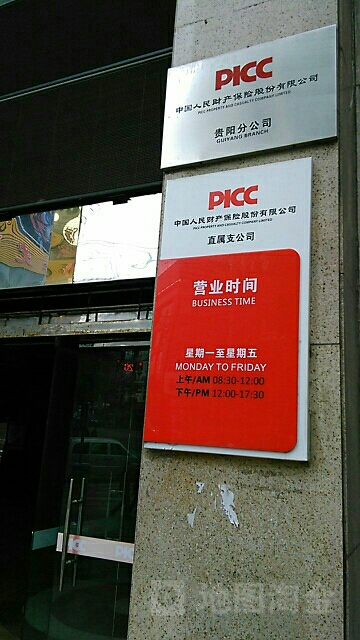 PICC
中国人民财产保险股份有限公司
PICC PROPERTY AND CASUALTY COMPANY LIMITED
贵阳分公司
GUIYANG BRANCH
PICC
中国人民财产保险股份有限公司
PICC PROPERTY AND CASUALTY COMPANY LIMITED
直属支公司
营业时间
BUSINESS TIME
星期一至星期五
MONDAY TO FRIDAY
上午/AM 08:30-12:00
下午/PM 12:00-17:30
地图淘金